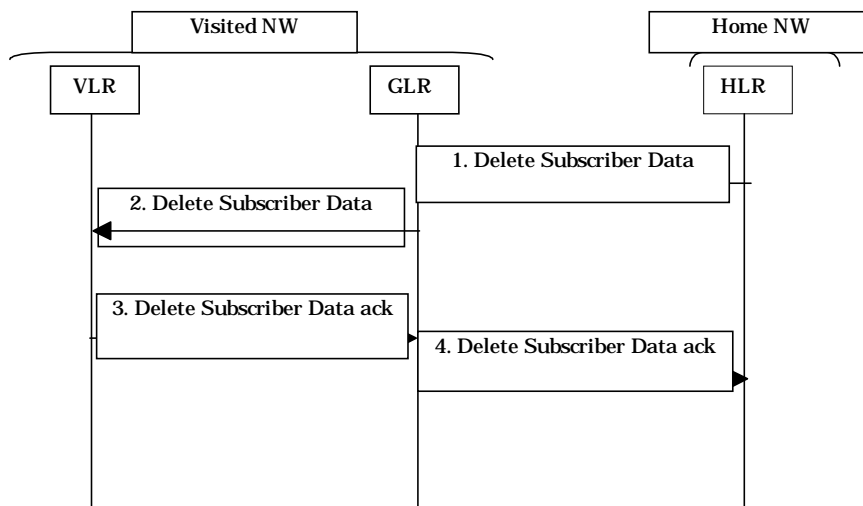 Visited NW
Home NW
VLR
GLR
HLR
1. Delete Subscriber Data
2. Delete Subscriber Data
3. Delete Subscriber Data ack
4. Delete Subscriber Data ack